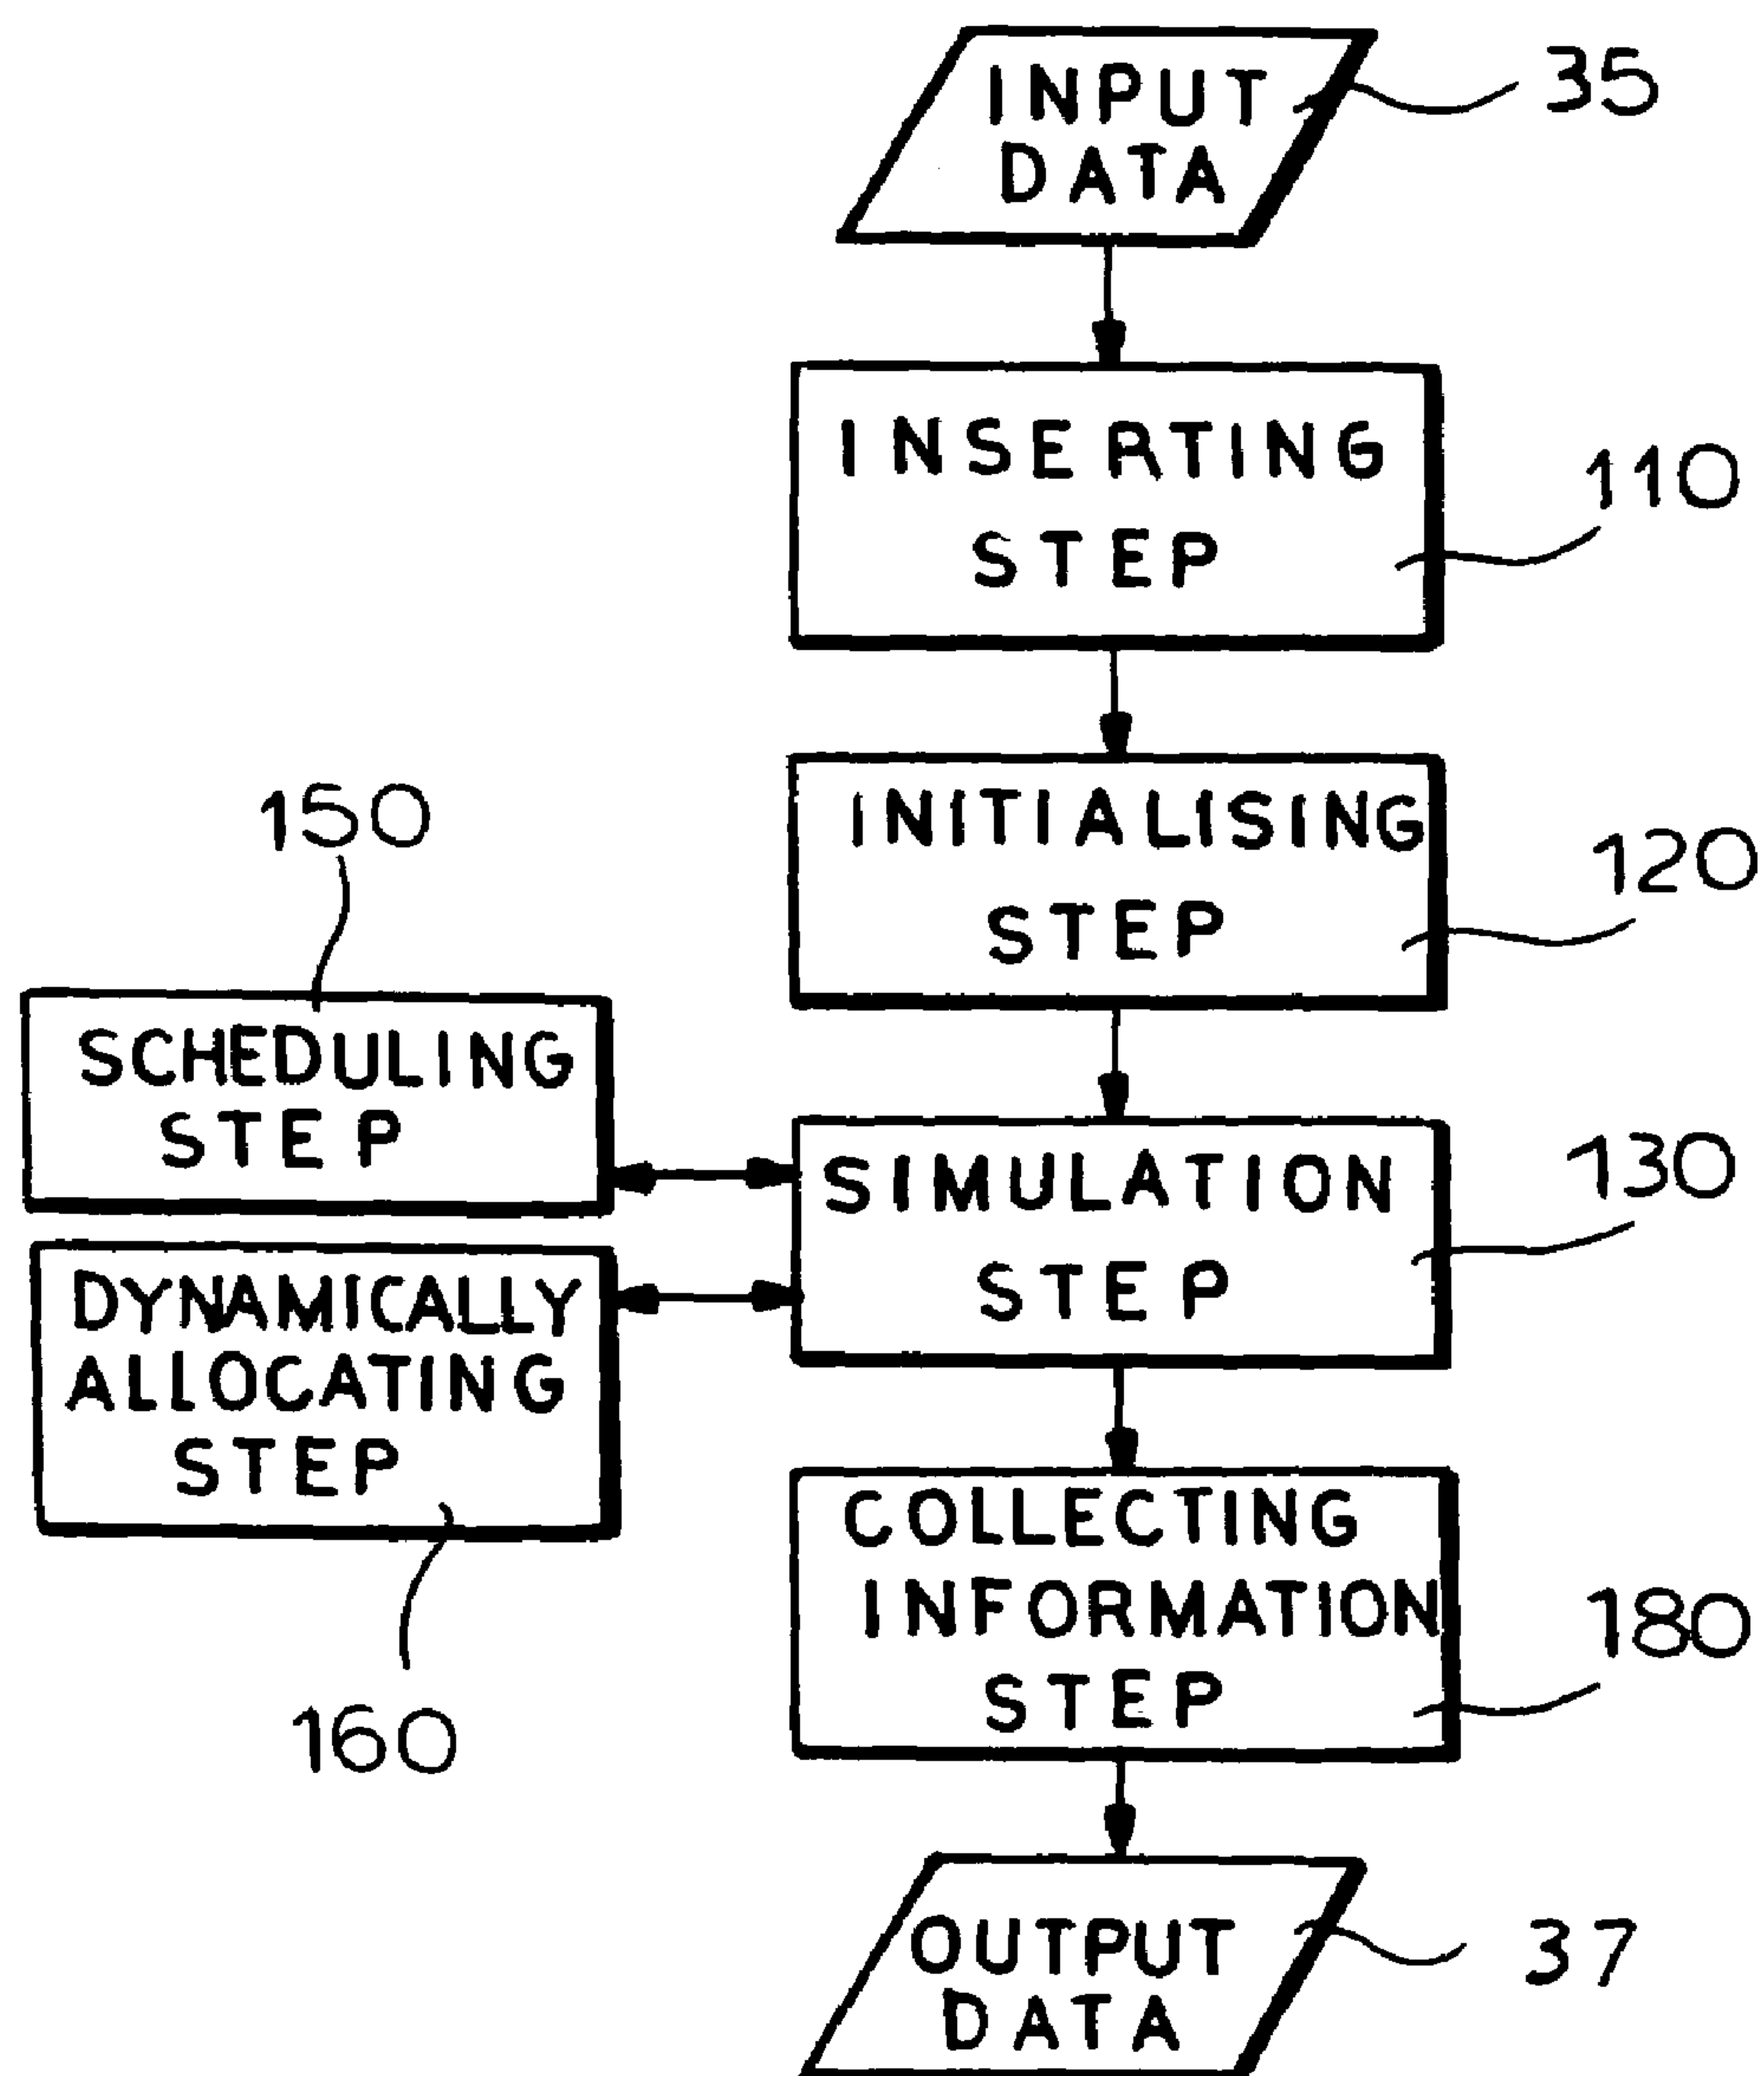 INPUT
DATA
35
INSERTING
STEP
110
INITIALISING
STEP
120
150
SCHEDULING
STEP
SIMULATION
STEP
130
DYNAMICALLY
ALLOCATING
STEP
160
COLLECTING
INFORMATION
STEP
180
OUTPUT
DATA
37